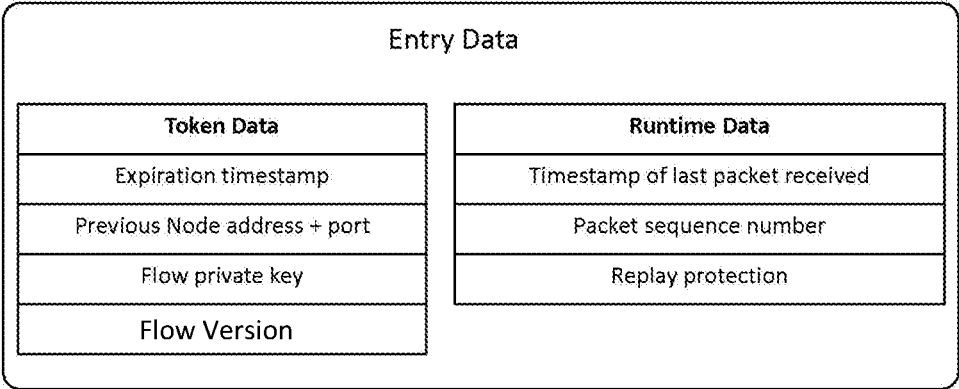 Entry Data
Token Data
Expiration timestamp
Previous Node address + port
Flow private key
Flow Version
Runtime Data
Timestamp of last packet received
Packet sequence number
Replay protection